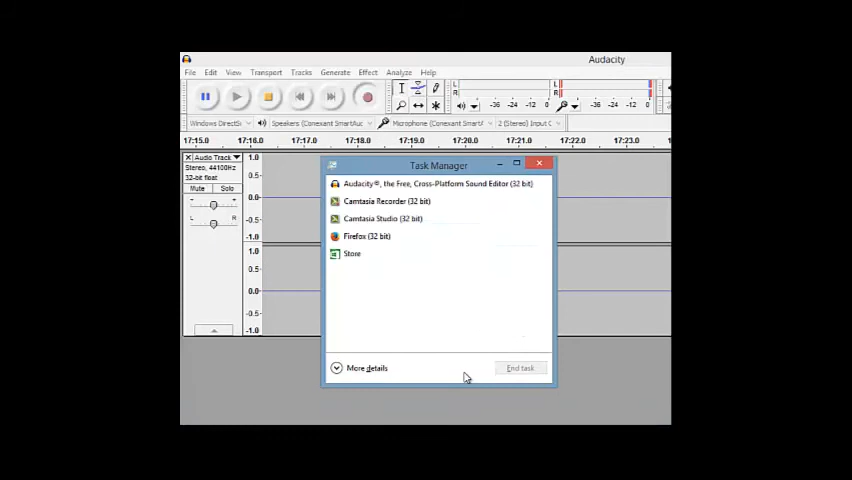 Audacity
File Edit View Transport Tracks Generate Effect Analyze Help
L
R
-36 -24 -12 0
L
R
-36 -24 -12 0
Windows DirectS Speakers (Conexant SmartAuc Microphone (Conexant SmartA 2 (Stereo) Input C
17:15.0 17:16.0 17:17.0 17:18.0 17:19.0 17:20.0 17:21.0 17:22.0 17:23.0
Audio Track 1.0
Stereo, 44100Hz
32-bit float
Mute Solo
0.5
0.0
-0.5
-1.0
- +
L R
1.0
0.5
0.0
-0.5
-1.0
Task Manager
Audacity®, the Free, Cross-Platform Sound Editor (32 bit)
Camtasia Recorder (32 bit)
Camtasia Studio (32 bit)
Firefox (32 bit)
Store
More details End task